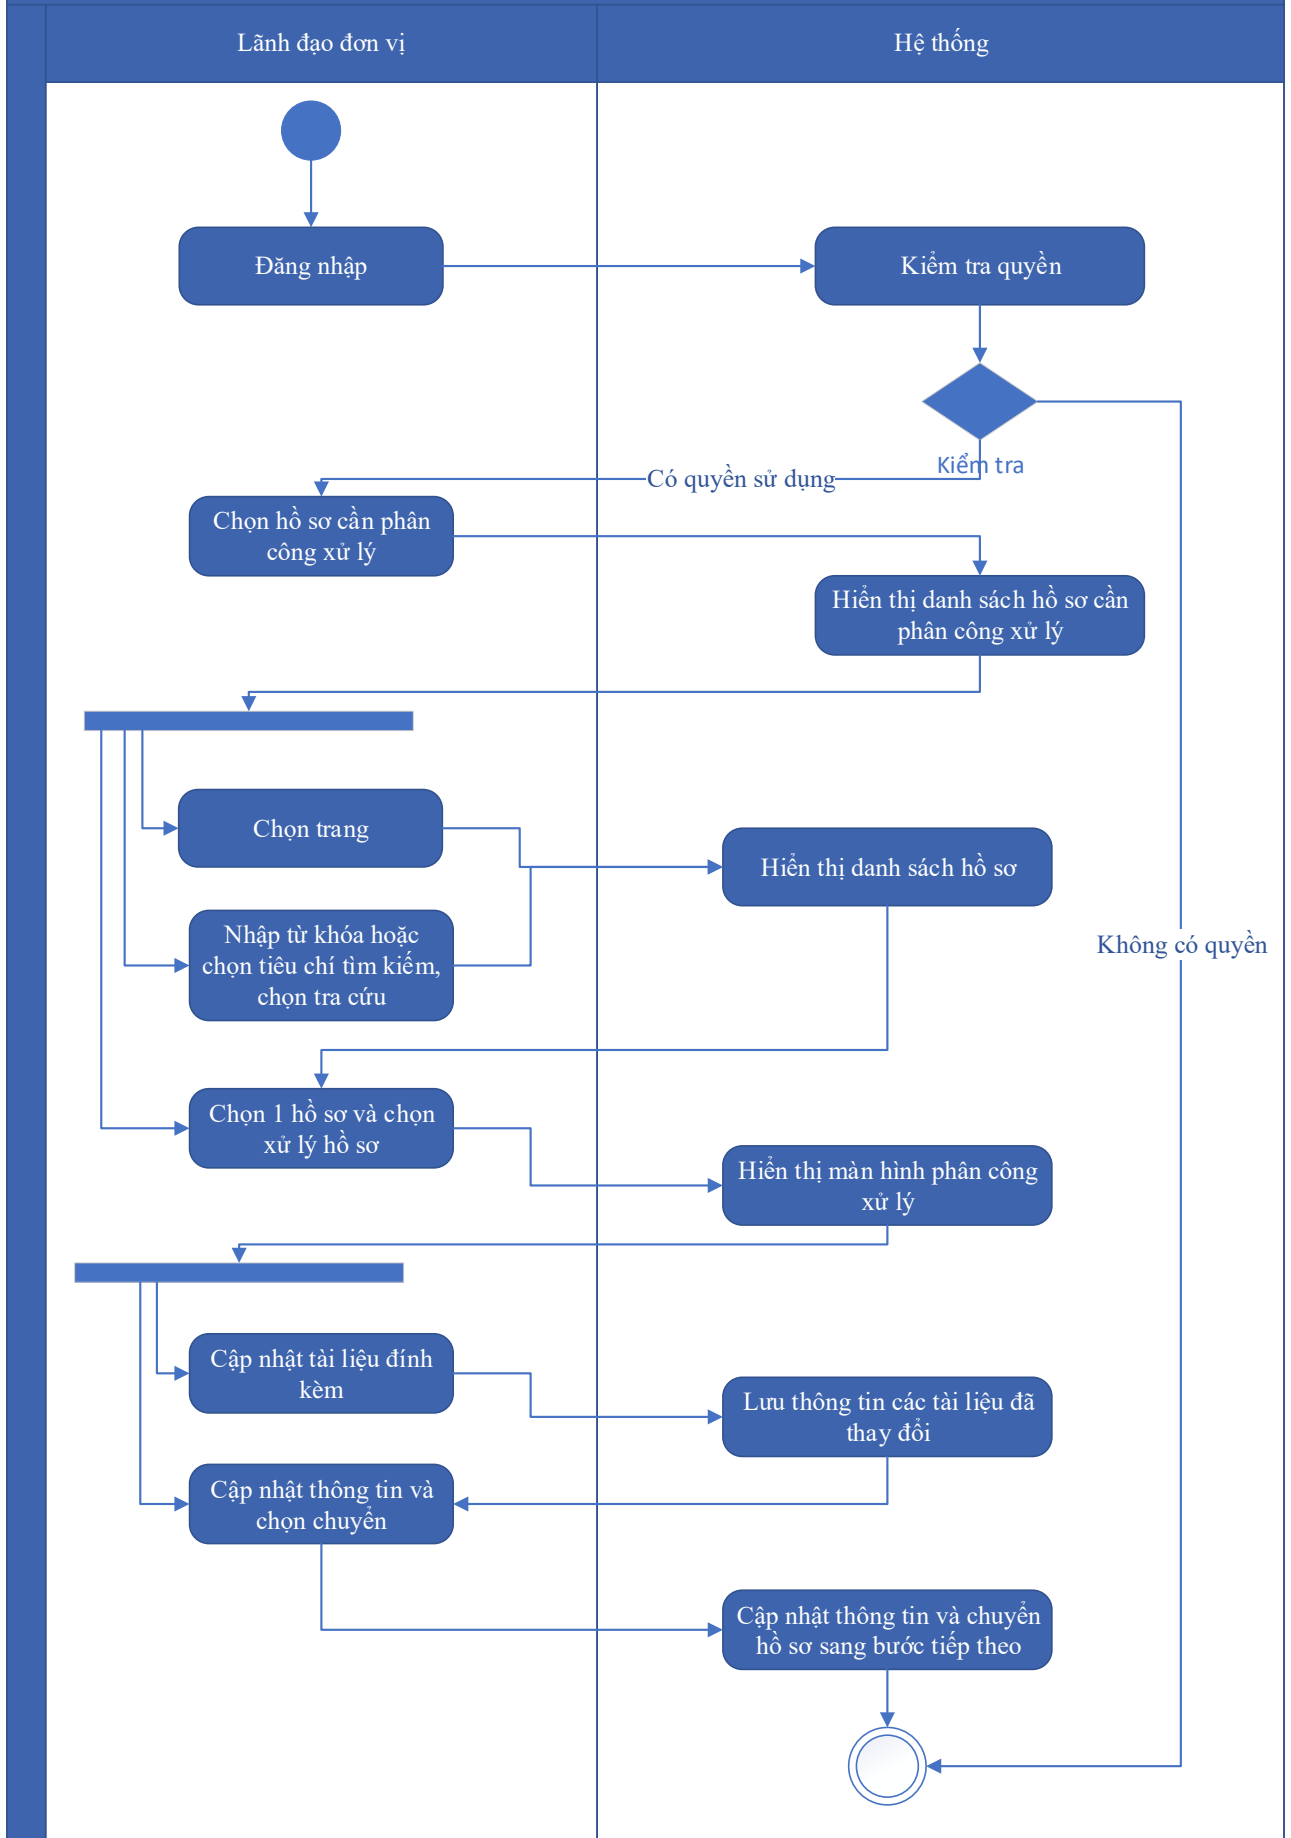 Lãnh đạo đơn vị
Hệ thống
Đăng nhập
Kiểm tra quyền
Kiểm tra
Có quyền sử dụng
Chọn hồ sơ cần phân
công xử lý
Hiển thị danh sách hồ sơ cần
phân công xử lý
Chọn trang
Hiển thị danh sách hồ sơ
Nhập từ khóa hoặc
chọn tiêu chí tìm kiếm,
chọn tra cứu
Không có quyền
Chọn 1 hồ sơ và chọn
xử lý hồ sơ
Hiển thị màn hình phân công
xử lý
Cập nhật tài liệu đính
kèm
Lưu thông tin các tài liệu đã
thay đổi
Cập nhật thông tin và
chọn chuyển
Cập nhật thông tin và chuyển
hồ sơ sang bước tiếp theo